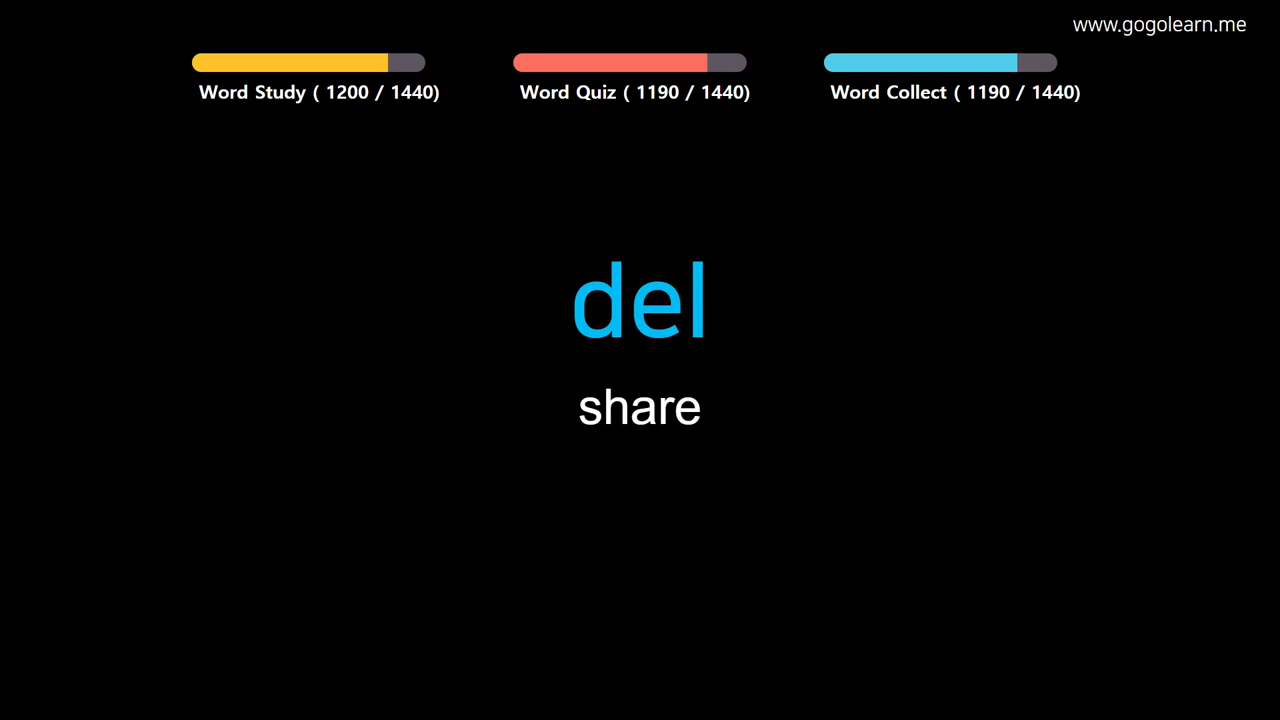 www.gogolearn.me
Word Study ( 1200 / 1440)
Word Quiz ( 1190 / 1440)
Word Collect ( 1190 / 1440)
del
share